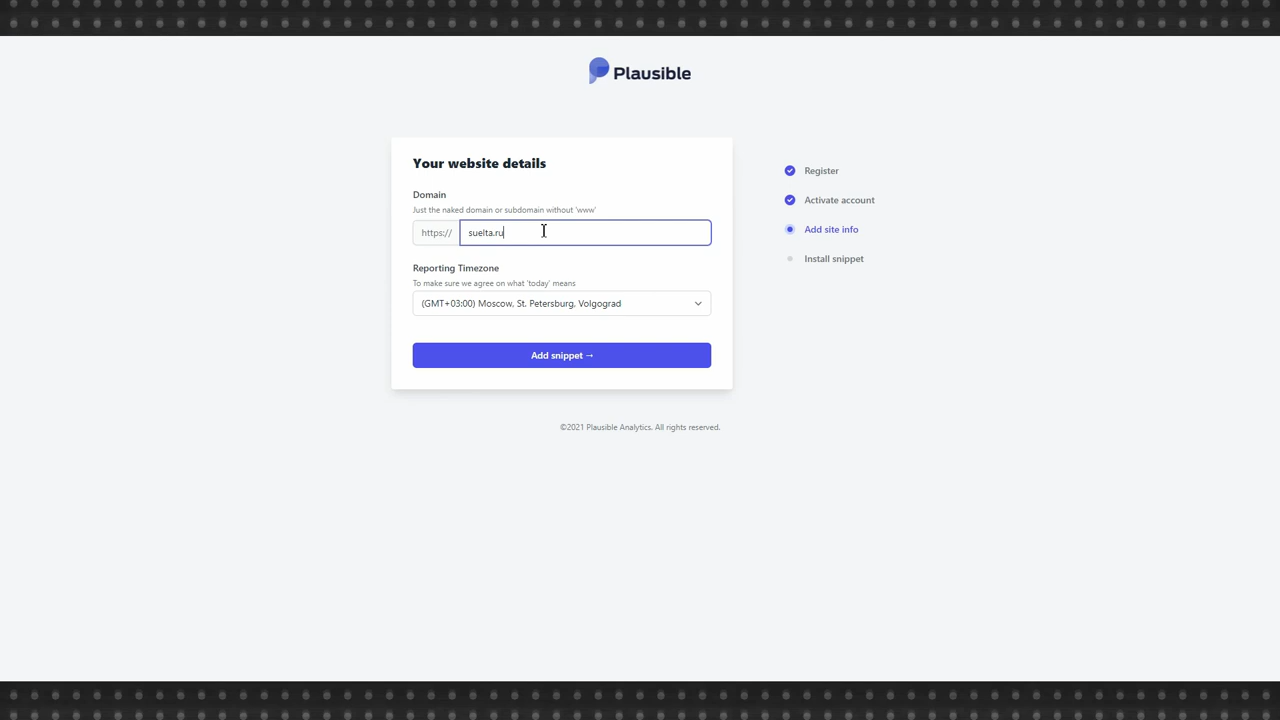 Plausible
Your website details
Domain
Just the naked domain or subdomain without 'www'
https://
suelta.ru
Reporting Timezone
To make sure we agree on what 'today' means
(GMT+03:00) Moscow, St. Petersburg, Volgograd
Add snippet →
Register
Activate account
Add site info
Install snippet
©2021 Plausible Analytics. All rights reserved.